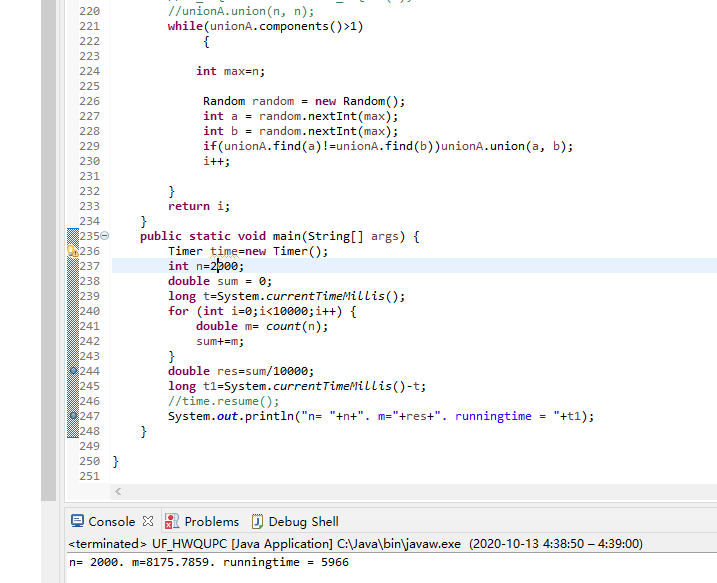 220 //unionA.union(n, n);
221 while(unionA.components()>1)
222 {
223
224 int max=n;
225
226 Random random = new Random();
227 int a = random.nextInt(max);
228 int b = random.nextInt(max);
229 if(unionA.find(a)!=unionA.find(b))unionA.union(a, b);
230 i++;
231
232 }
233 return i;
234 }
235 public static void main(String[] args) {
236 Timer time=new Timer();
237 int n=2000;
238 double sum = 0;
239 long t=System.currentTimeMillis();
240 for (int i=0;i<10000;i++) {
241 double m= count(n);
242 sum+=m;
243 }
244 double res=sum/10000;
245 long t1=System.currentTimeMillis()-t;
246 //time.resume();
247 System.out.println("n= "+n+". m="+res+". runningtime = "+t1);
248 }
249
250 }
251
Console Problems Debug Shell
<terminated> UF_HWQUPC [Java Application] C:\Java\bin\javaw.exe (2020-10-13 4:38:50 – 4:39:00)
n= 2000. m=8175.7859. runningtime = 5966